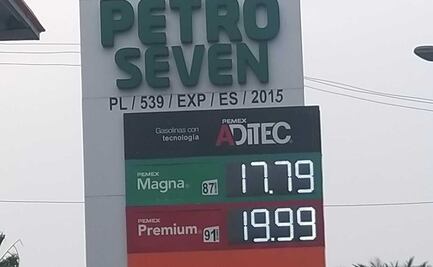 PETRO
SEVEN
PL / 539 / EXP / ES / 2015
Gasolinas con
tecnología
PEMEX
ADiTEC
PEMEX
Magna 87 17.79
PEMEX
Premium 91 19.99